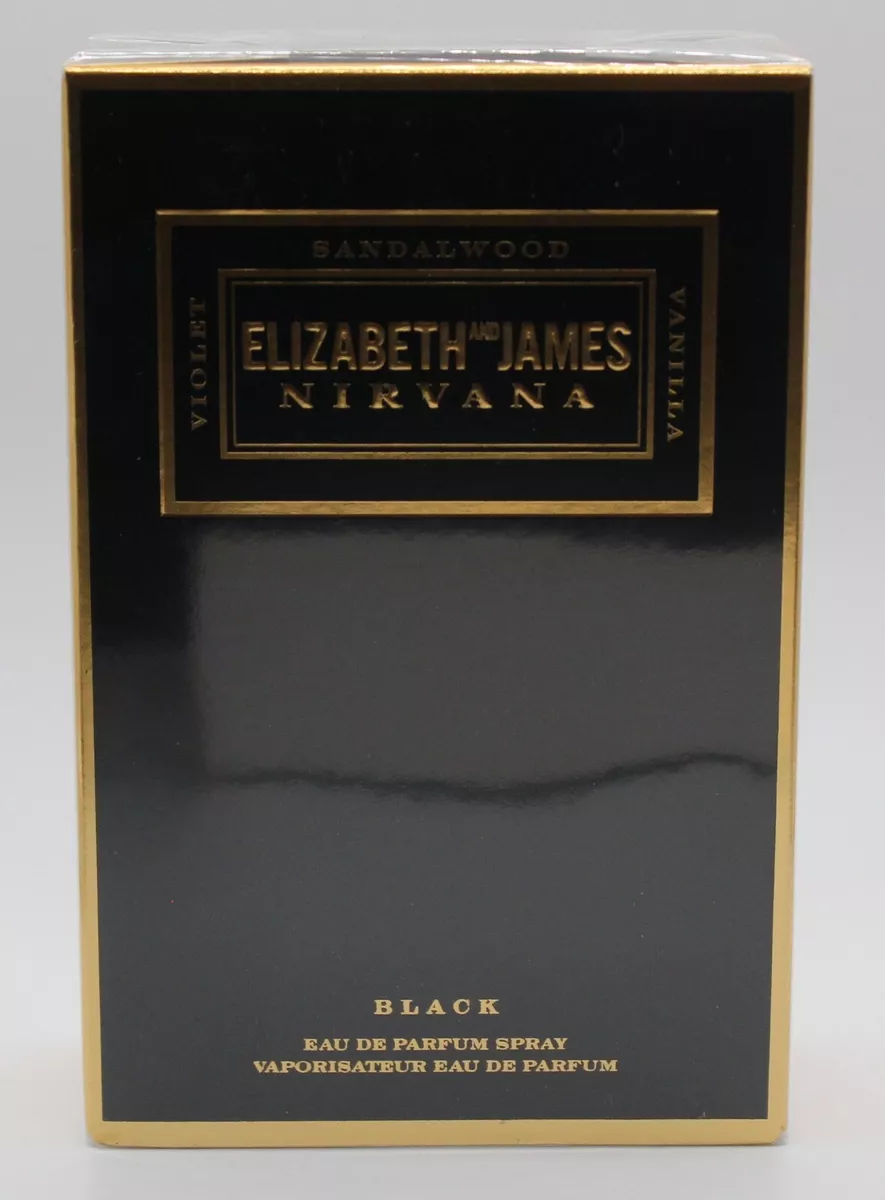 SANDALWOOD
VIOLET
ELIZABETH AND JAMES
NIRVANA
VANILLA
BLACK
EAU DE PARFUM SPRAY
VAPORISATEUR EAU DE PARFUM